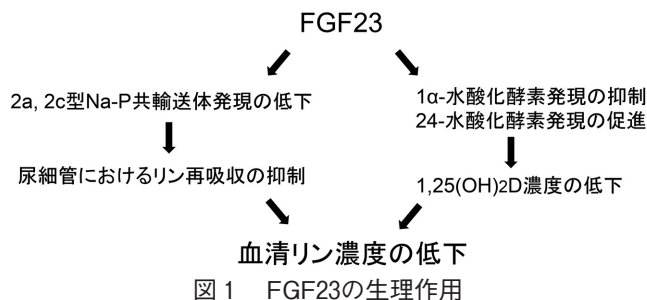 FGF23
2a, 2c型Na-P共輸送体発現の低下
1α-水酸化酵素発現の抑制
24-水酸化酵素発現の促進
尿細管におけるリン再吸収の抑制
1,25(OH)2D濃度の低下
血清リン濃度の低下
図1 FGF23の生理作用